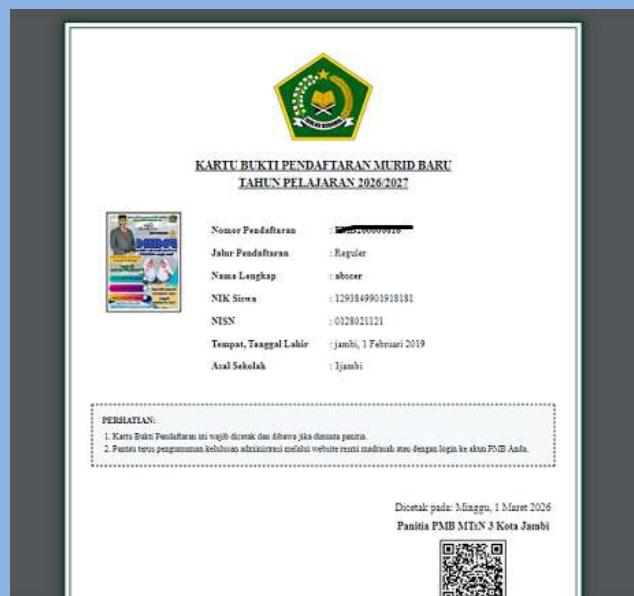 KARTU BUKTI PENDAFTARAN MURID BARU
TAHUN PELAJARAN 2026/2027
Nomor Pendaftaran :
Jalur Pendaftaran : Reguler
Nama Lengkap : abccer
NIK Siswa : 1293849901918181
NISN : 0128021121
Tempat, Tanggal Lahir : jambi, 1 Februari 2019
Asal Sekolah : 1jambi
PERHATIAN:
1. Kartu Bukti Pendaftaran ini wajib dicetak dan dibawa jika diminta panitia.
2. Pantau terus pengumuman kelulusan administrasi melalui website resmi madrasah atau dengan login ke akun PMB Anda.
Dicetak pada: Minggu, 1 Maret 2026
Panitia PMB MTsN 3 Kota Jambi